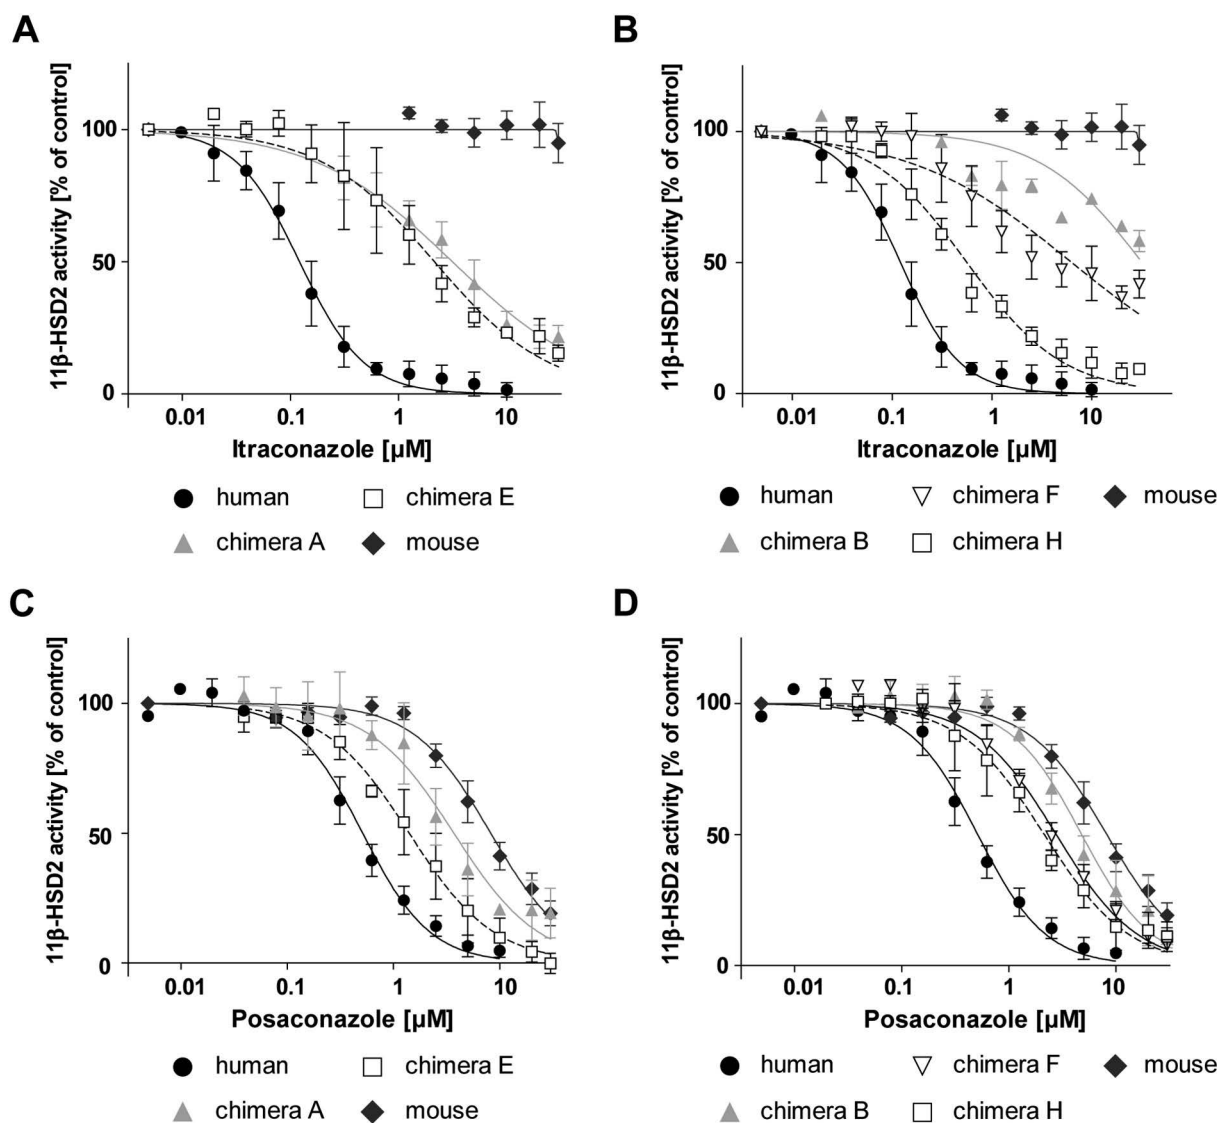 A
11β-HSD2 activity [% of control]
100
50
0
0.01 0.1 1 10
Itraconazole [µM]
human chimera E
chimera A mouse
B
11β-HSD2 activity [% of control]
100
50
0
0.01 0.1 1 10
Itraconazole [µM]
human chimera F mouse
chimera B chimera H
C
11β-HSD2 activity [% of control]
100
50
0
0.01 0.1 1 10
Posaconazole [µM]
human chimera E
chimera A mouse
D
11β-HSD2 activity [% of control]
100
50
0
0.01 0.1 1 10
Posaconazole [µM]
human chimera F mouse
chimera B chimera H